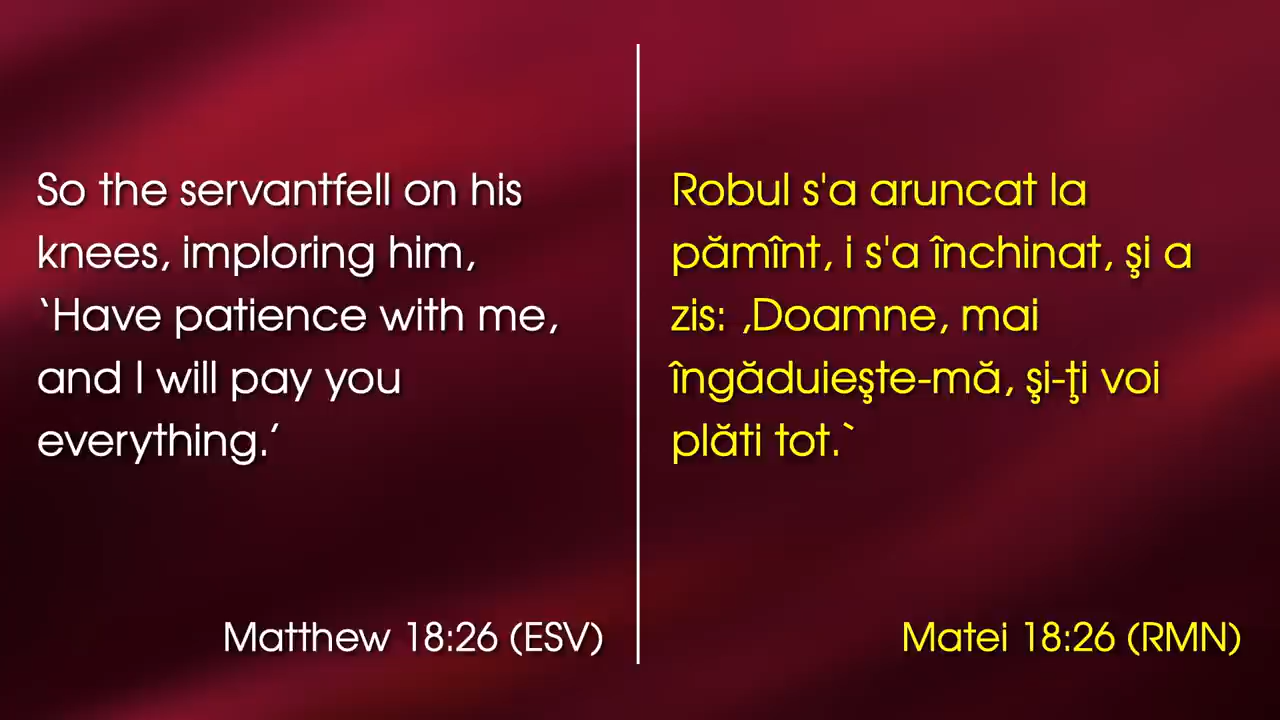 So the servantfell on his
knees, imploring him,
‘Have patience with me,
and I will pay you
everything.’
Matthew 18:26 (ESV)
Robul s'a aruncat la
pămînt, i s'a închinat, şi a
zis: ,Doamne, mai
îngăduieşte-mă, şi-ţi voi
plăti tot.`
Matei 18:26 (RMN)